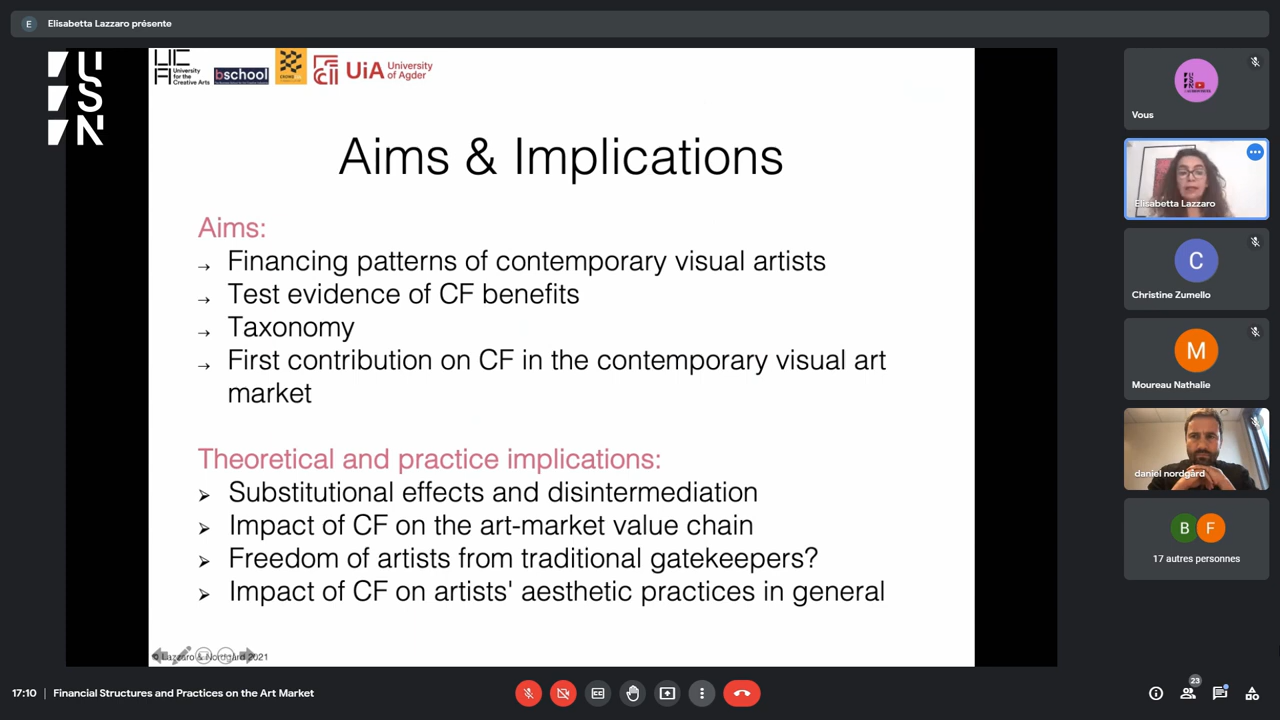 E Elisabetta Lazzaro présente
USN
UCA University for the Creative Arts
bschool
UiA University of Agder
Aims & Implications
Aims:
→ Financing patterns of contemporary visual artists
→ Test evidence of CF benefits
→ Taxonomy
→ First contribution on CF in the contemporary visual art
market
Theoretical and practice implications:
➢ Substitutional effects and disintermediation
➢ Impact of CF on the art-market value chain
➢ Freedom of artists from traditional gatekeepers?
➢ Impact of CF on artists' aesthetic practices in general
© Lazzaro & Nordgård 2021
Vous
Elisabetta Lazzaro
C
Christine Zumello
M
Moureau Nathalie
daniel nordgård
B F
17 autres personnes
17:10 | Financial Structures and Practices on the Art Market
23